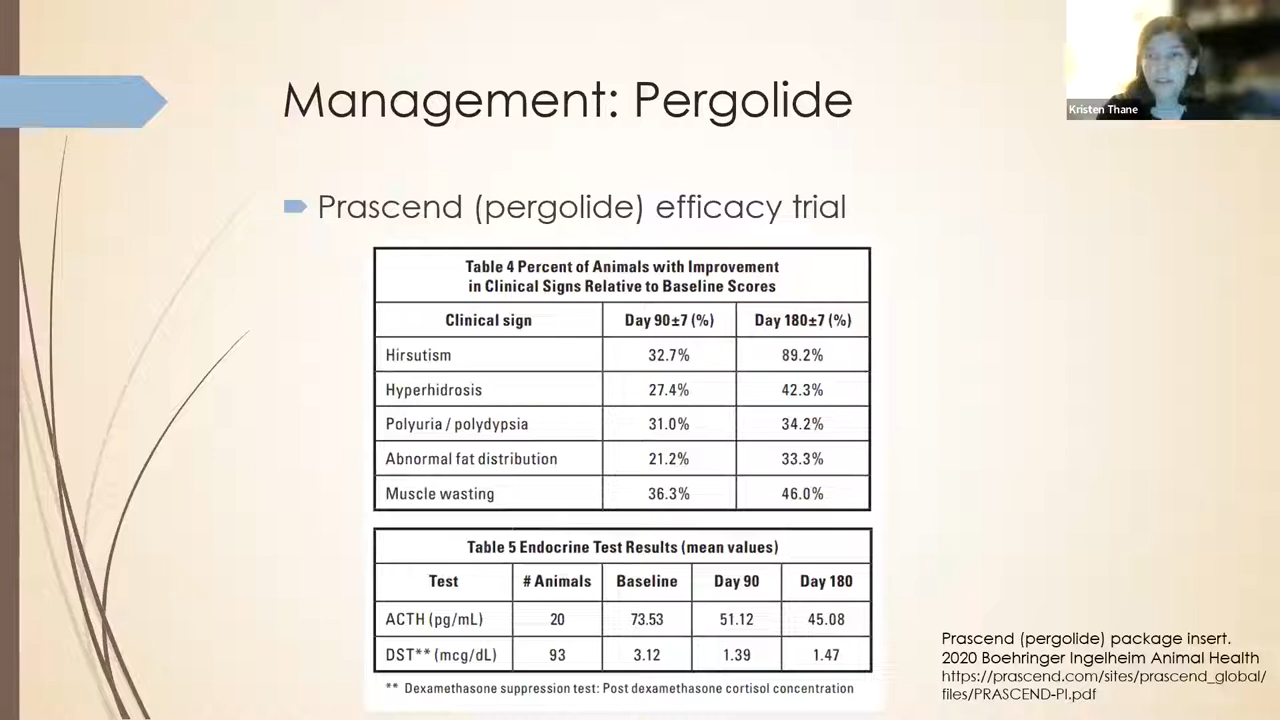 Kristen Thane
Management: Pergolide
Prascend (pergolide) efficacy trial
Table 4 Percent of Animals with Improvement
in Clinical Signs Relative to Baseline Scores
Clinical sign Day 90±7 (%) Day 180±7 (%)
Hirsutism 32.7% 89.2%
Hyperhidrosis 27.4% 42.3%
Polyuria / polydypsia 31.0% 34.2%
Abnormal fat distribution 21.2% 33.3%
Muscle wasting 36.3% 46.0%
Table 5 Endocrine Test Results (mean values)
Test # Animals Baseline Day 90 Day 180
ACTH (pg/mL) 20 73.53 51.12 45.08
DST** (mcg/dL) 93 3.12 1.39 1.47
** Dexamethasone suppression test: Post dexamethasone cortisol concentration
Prascend (pergolide) package insert.
2020 Boehringer Ingelheim Animal Health
https://prascend.com/sites/prascend_global/
files/PRASCEND-PI.pdf